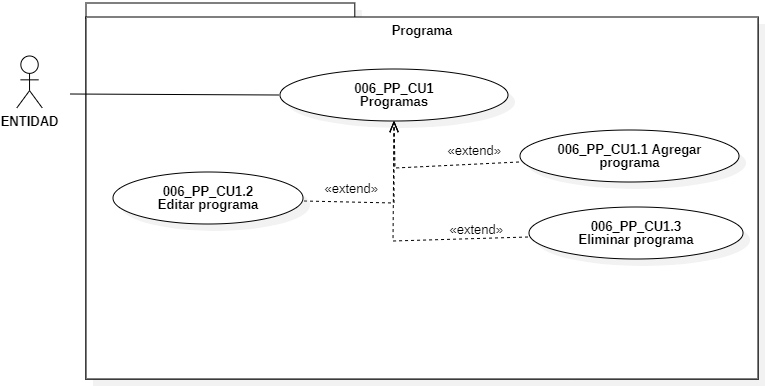 Programa
ENTIDAD
006_PP_CU1
Programas
«extend»
006_PP_CU1.1 Agregar
programa
006_PP_CU1.2
Editar programa
«extend»
«extend»
006_PP_CU1.3
Eliminar programa